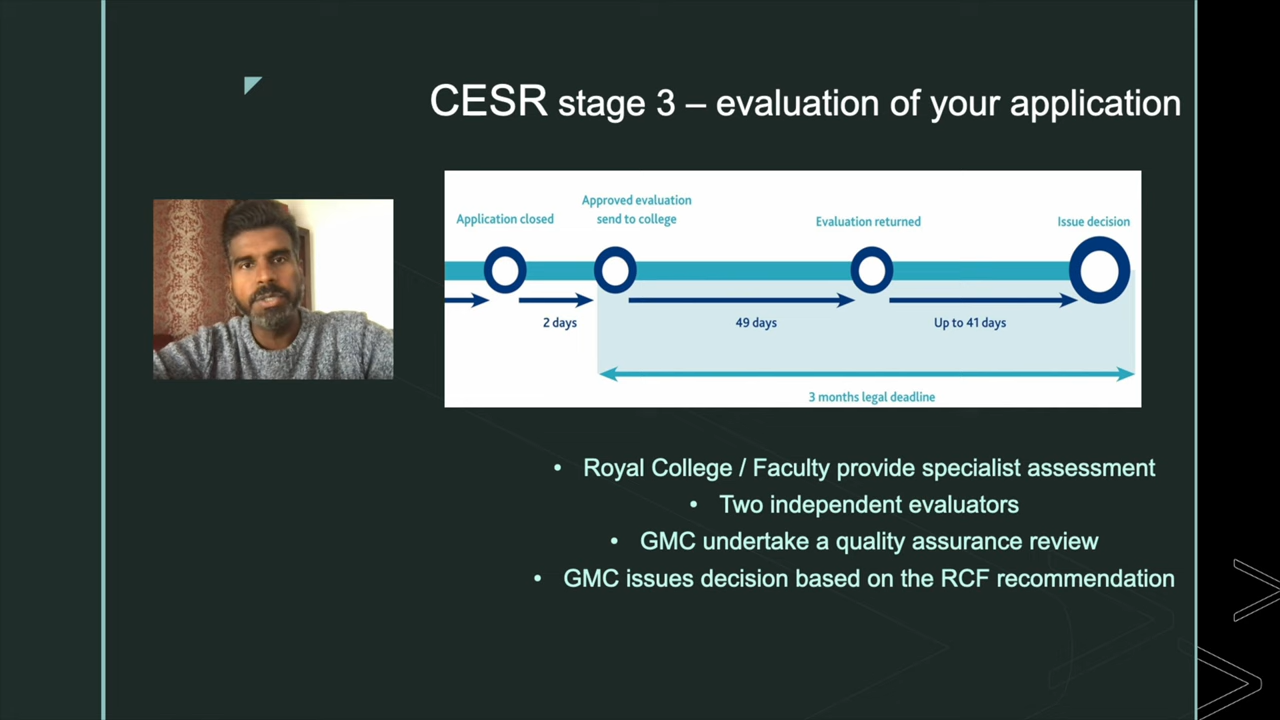 CESR stage 3 – evaluation of your application
Application closed
Approved evaluation
send to college
Evaluation returned
Issue decision
2 days
49 days
Up to 41 days
3 months legal deadline
• Royal College / Faculty provide specialist assessment
• Two independent evaluators
• GMC undertake a quality assurance review
• GMC issues decision based on the RCF recommendation